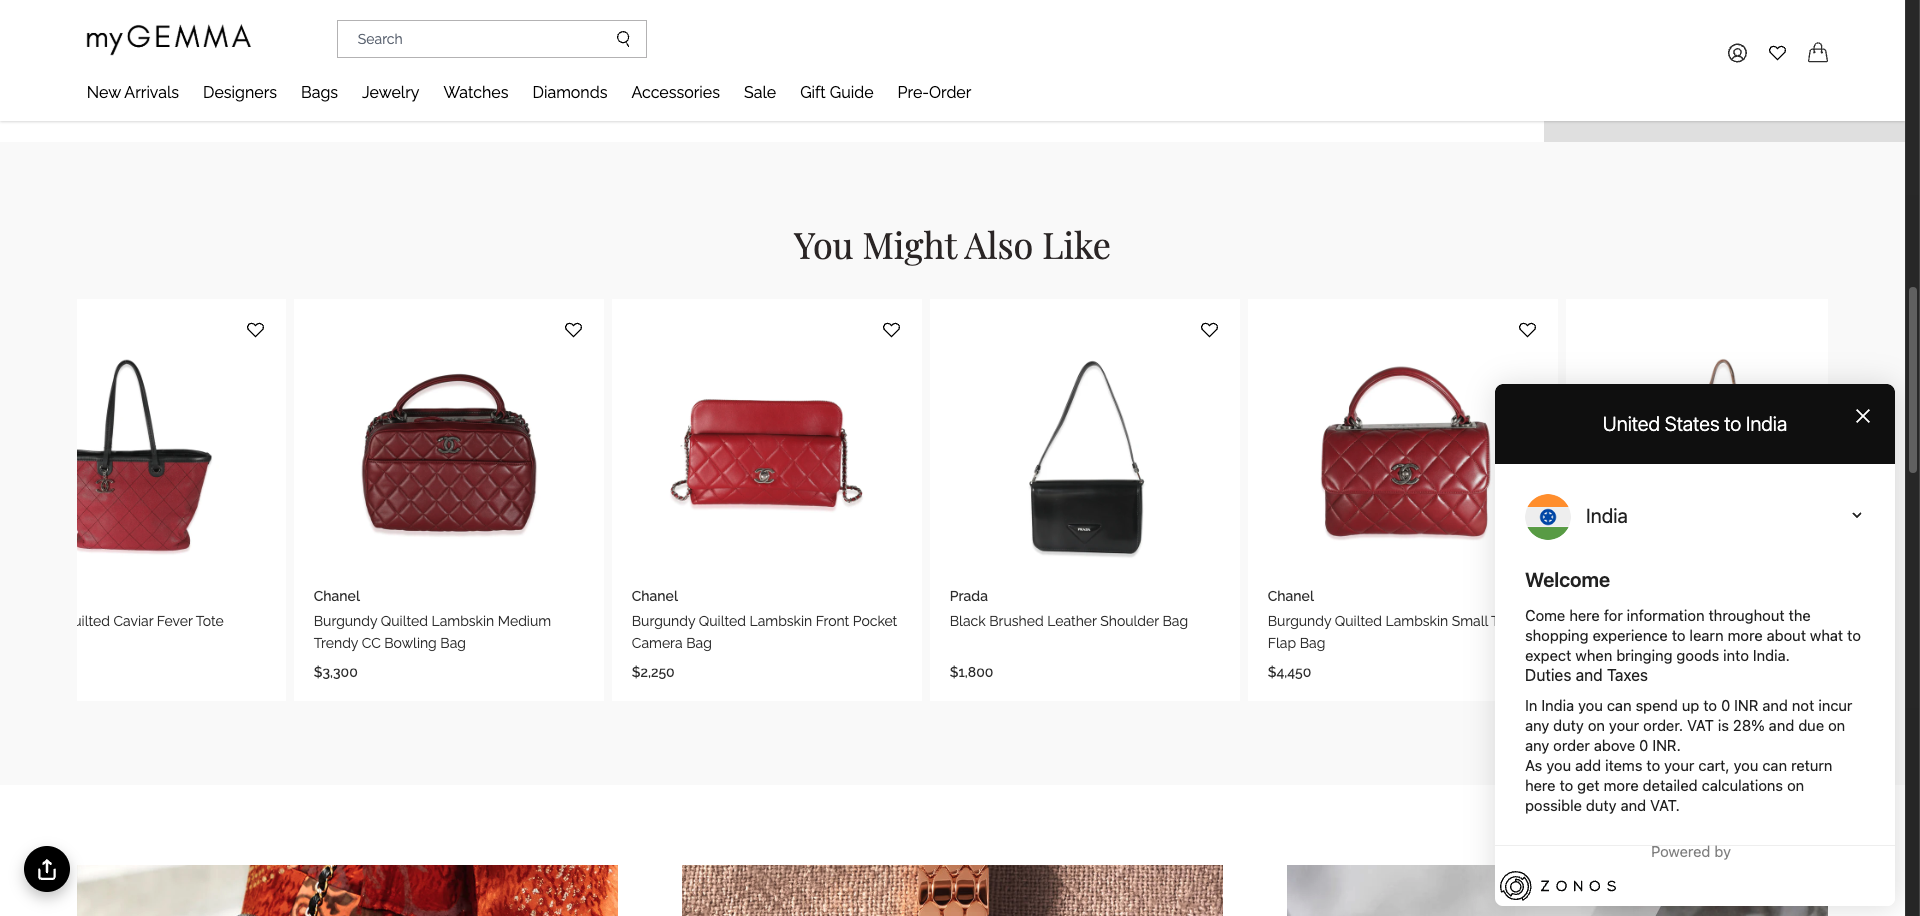 myGEMMA
Search
New Arrivals
Designers
Bags
Jewelry
Watches
Diamonds
Accessories
Sale
Gift Guide
Pre-Order
You Might Also Like
uilted Caviar Fever Tote
Chanel
Burgundy Quilted Lambskin Medium
Trendy CC Bowling Bag
$3,300
Chanel
Burgundy Quilted Lambskin Front Pocket
Camera Bag
$2,250
PRADA
Prada
Black Brushed Leather Shoulder Bag
$1,800
Chanel
Burgundy Quilted Lambskin Small T
Flap Bag
$4,450
United States to India
India
Welcome
Come here for information throughout the
shopping experience to learn more about what to
expect when bringing goods into India.
Duties and Taxes
In India you can spend up to 0 INR and not incur
any duty on your order. VAT is 28% and due on
any order above 0 INR.
As you add items to your cart, you can return
here to get more detailed calculations on
possible duty and VAT.
Powered by
ZONOS